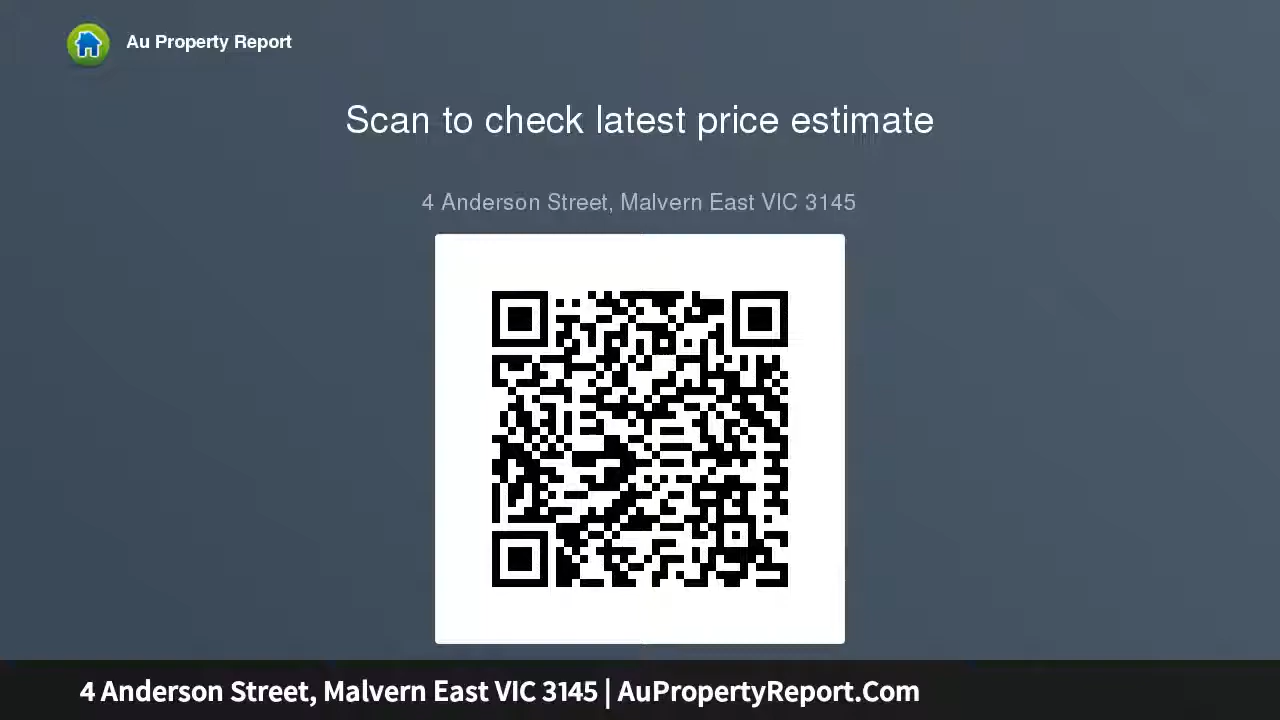 Au Property Report
Scan to check latest price estimate
4 Anderson Street, Malvern East VIC 3145
4 Anderson Street, Malvern East VIC 3145 | AuPropertyReport.Com